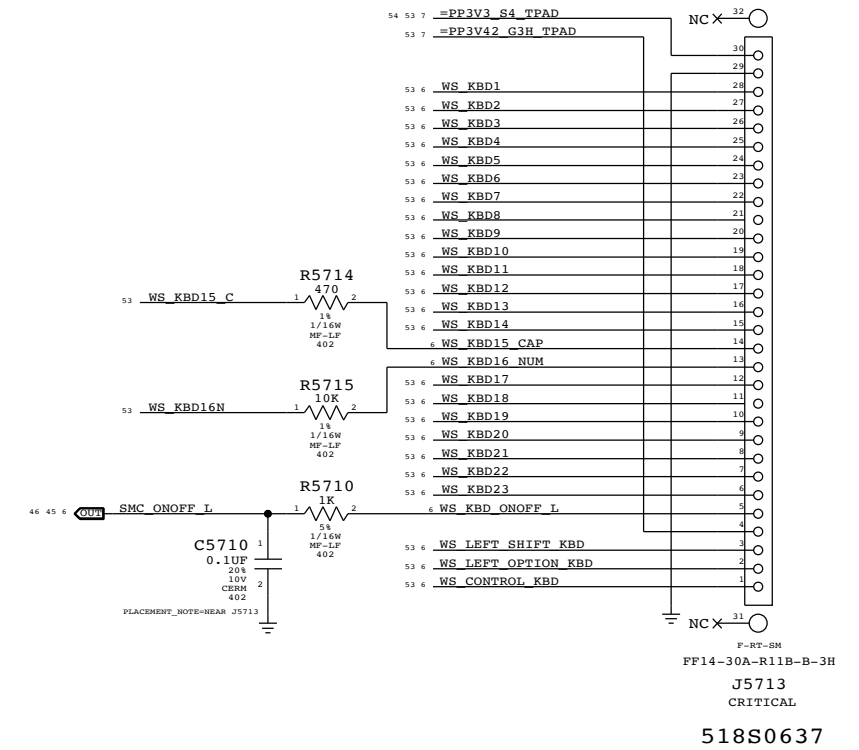 54 53 7 =PP3V3_S4_TPAD
NC 32
53 7 =PP3V42_G3H_TPAD
30
29
53 6 WS_KBD1 28
53 6 WS_KBD2 27
53 6 WS_KBD3 26
53 6 WS_KBD4 25
53 6 WS_KBD5 24
53 6 WS_KBD6 23
53 6 WS_KBD7 22
53 6 WS_KBD8 21
53 6 WS_KBD9 20
53 6 WS_KBD10 19
53 6 WS_KBD11 18
53 6 WS_KBD12 17
53 6 WS_KBD13 16
53 6 WS_KBD14 15
6 WS_KBD15_CAP 14
6 WS_KBD16_NUM 13
53 6 WS_KBD17 12
53 6 WS_KBD18 11
53 6 WS_KBD19 10
53 6 WS_KBD20 9
53 6 WS_KBD21 8
53 6 WS_KBD22 7
53 6 WS_KBD23 6
6 WS_KBD_ONOFF_L 5
4
53 6 WS_LEFT_SHIFT_KBD 3
53 6 WS_LEFT_OPTION_KBD 2
53 6 WS_CONTROL_KBD 1
R5714
470
53 WS_KBD15_C 1 2
1%
1/16W
MF-LF
402
R5715
10K
53 WS_KBD16N 1 2
1%
1/16W
MF-LF
402
R5710
1K
46 45 6 OUT SMC_ONOFF_L 1 2
5%
1/16W
MF-LF
402
C5710 1
0.1UF
20%
10V
CERM 2
402
PLACEMENT_NOTE=NEAR J5713
NC 31
F-RT-SM
FF14-30A-R11B-B-3H
J5713
CRITICAL
518S0637